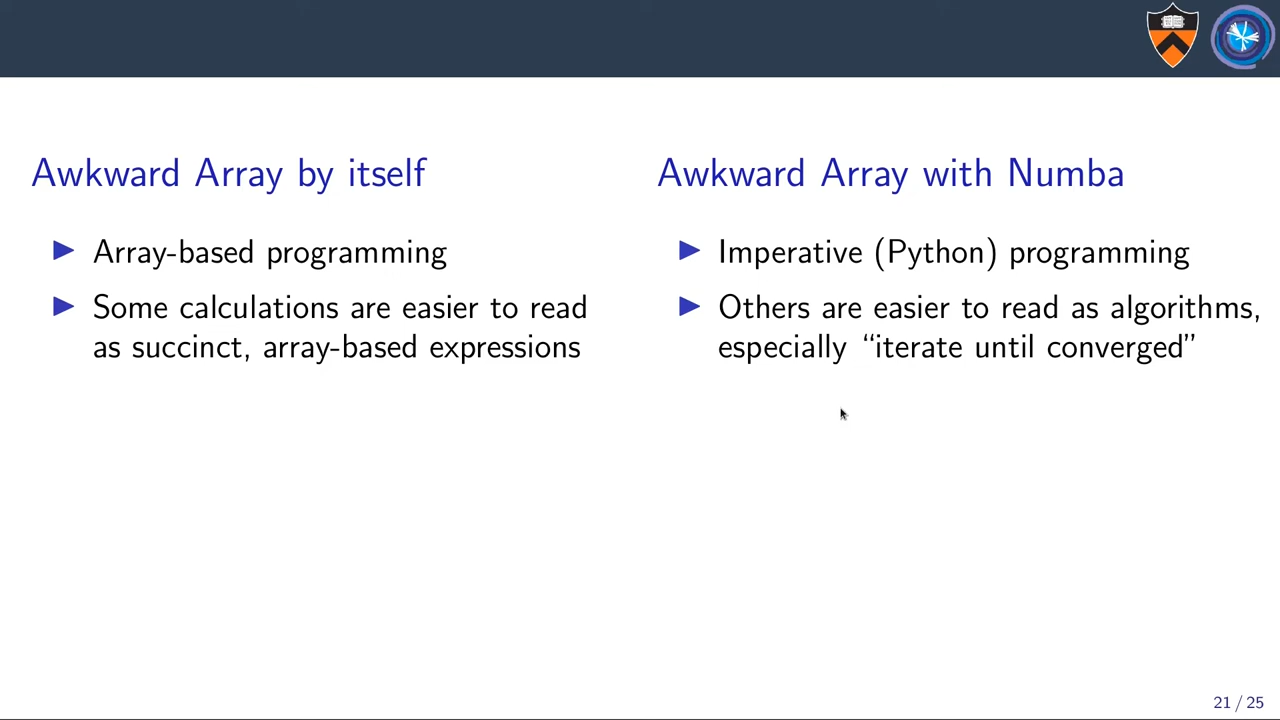 Awkward Array by itself
▶ Array-based programming
▶ Some calculations are easier to read
as succinct, array-based expressions
Awkward Array with Numba
▶ Imperative (Python) programming
▶ Others are easier to read as algorithms,
especially “iterate until converged”
21 / 25